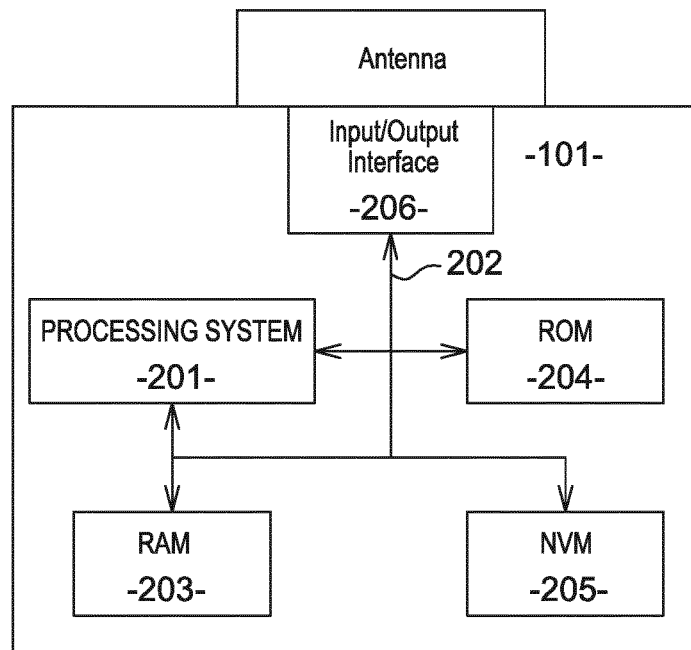 Antenna
Input/Output
Interface
-206-
-101-
202
PROCESSING SYSTEM
-201-
ROM
-204-
RAM
-203-
NVM
-205-